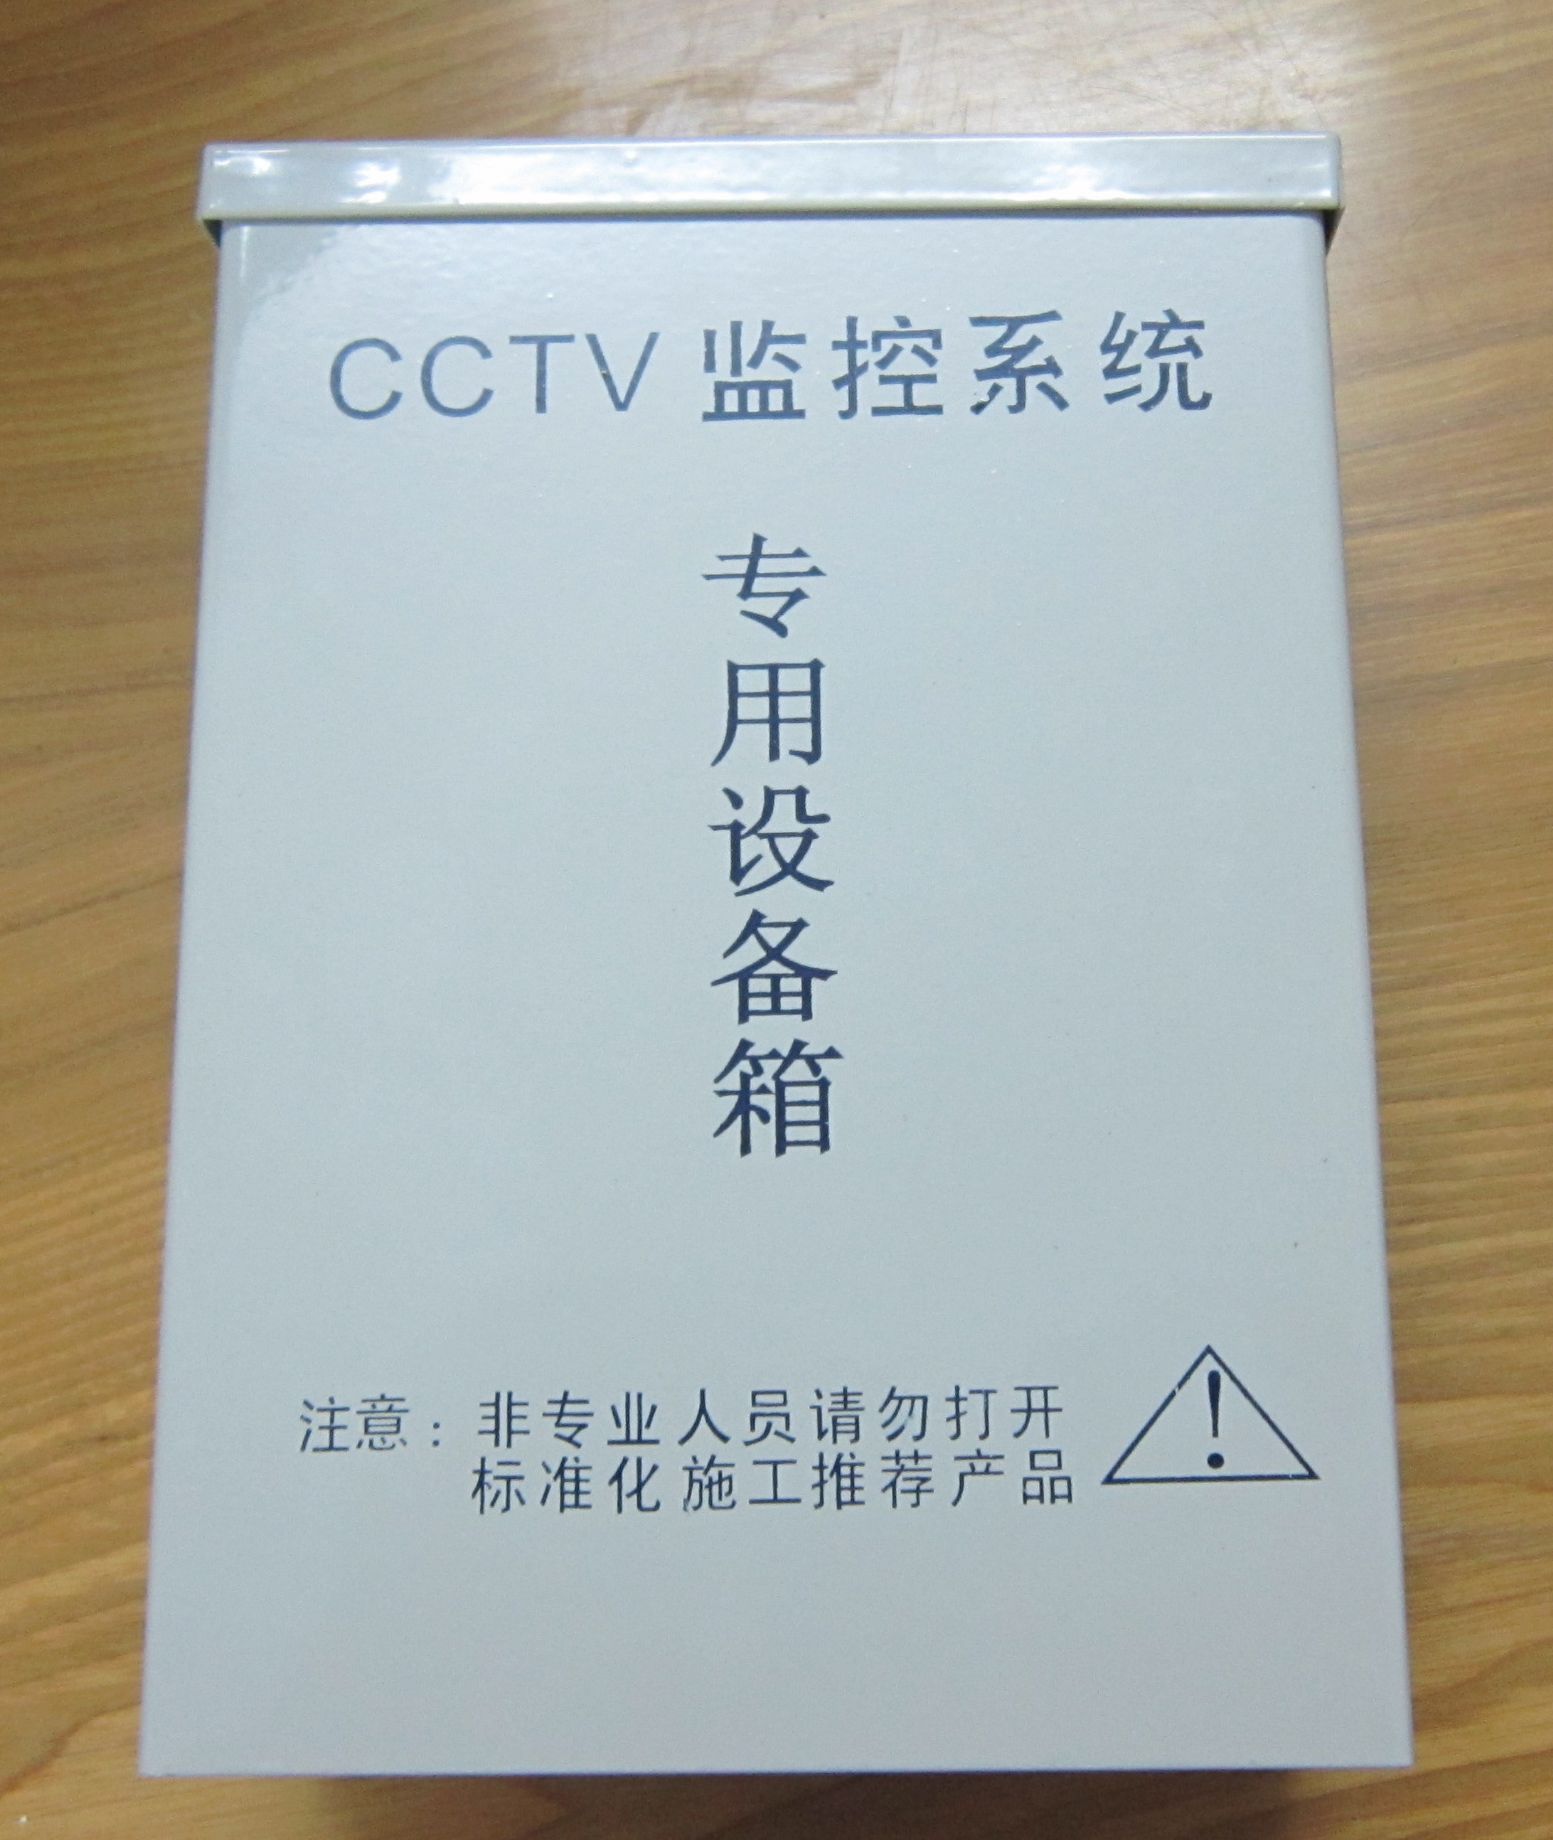 CCTV 监控系统
专用设备箱
注意：非专业人员请勿打开
标准化施工推荐产品